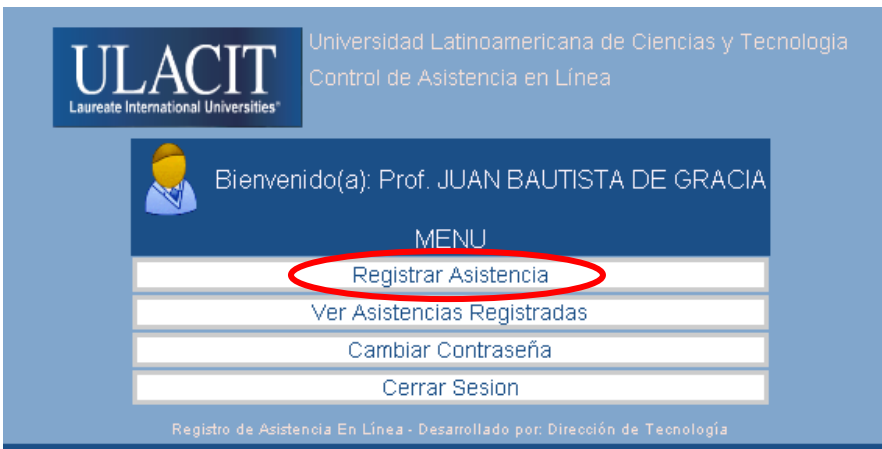 ULACIT
Laureate International Universities®
Universidad Latinoamericana de Ciencias y Tecnologia
Control de Asistencia en Línea
Bienvenido(a): Prof. JUAN BAUTISTA DE GRACIA
MENU
Registrar Asistencia
Ver Asistencias Registradas
Cambiar Contraseña
Cerrar Sesion
Registro de Asistencia En Línea - Desarrollado por: Dirección de Tecnología